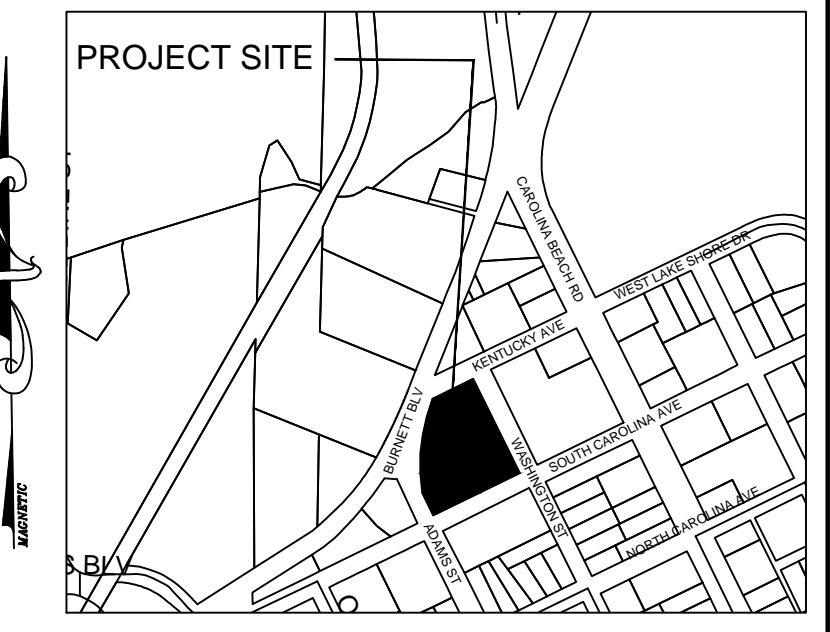 PROJECT SITE
CAROLINA BEACH RD
WEST LAKE SHORE DR
KENTUCKY AVE
BURNETT BLV
WASHINGTON ST
SOUTH CAROLINA AVE
NORTH CAROLINA AVE
ADAMS ST
S BLV
MAGNETIC